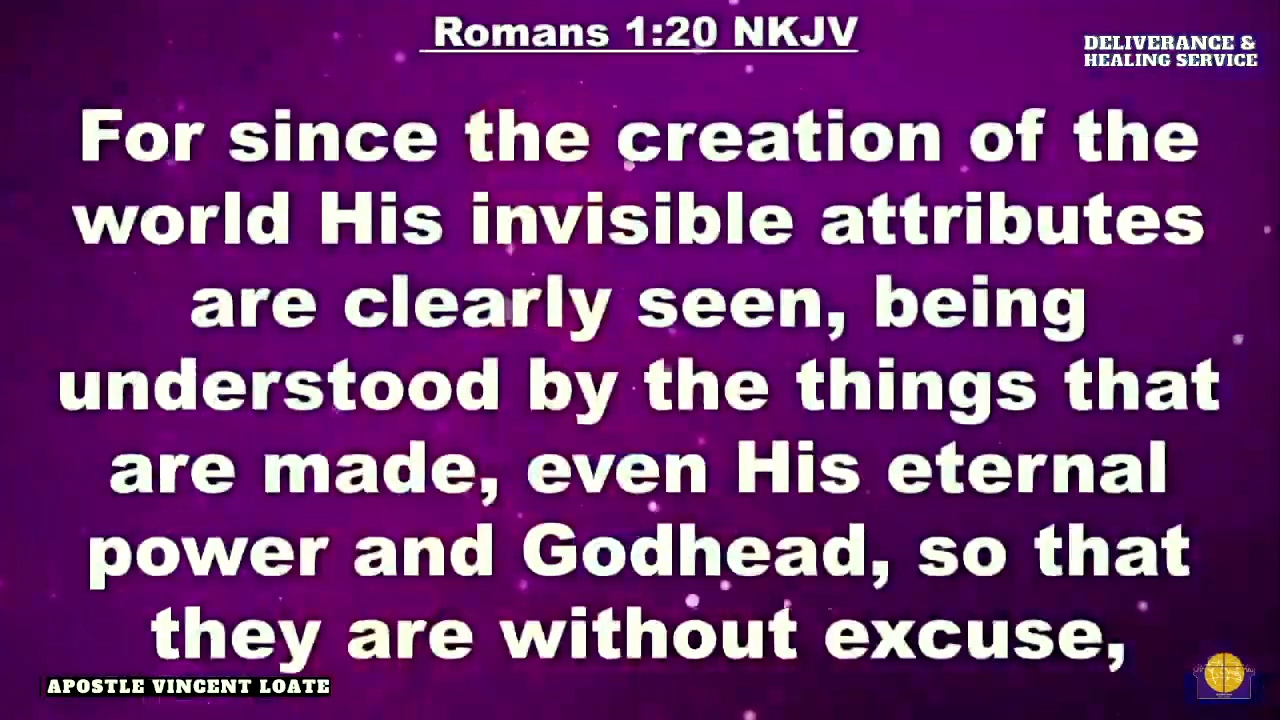 Romans 1:20 NKJV
DELIVERANCE &
HEALING SERVICE
For since the creation of the
world His invisible attributes
are clearly seen, being
understood by the things that
are made, even His eternal
power and Godhead, so that
they are without excuse,
APOSTLE VINCENT LOATE